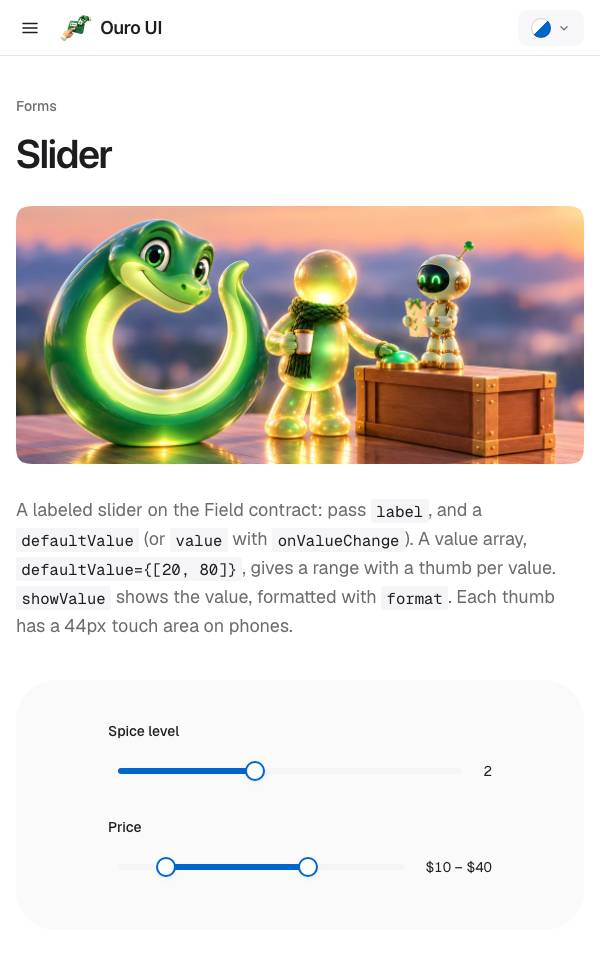 Ouro UI
Forms
Slider
A labeled slider on the Field contract: pass label, and a
defaultValue (or value with onValueChange). A value array,
defaultValue={[20, 80]}, gives a range with a thumb per value.
showValue shows the value, formatted with format. Each thumb
has a 44px touch area on phones.
Spice level
2
Price
$10 – $40